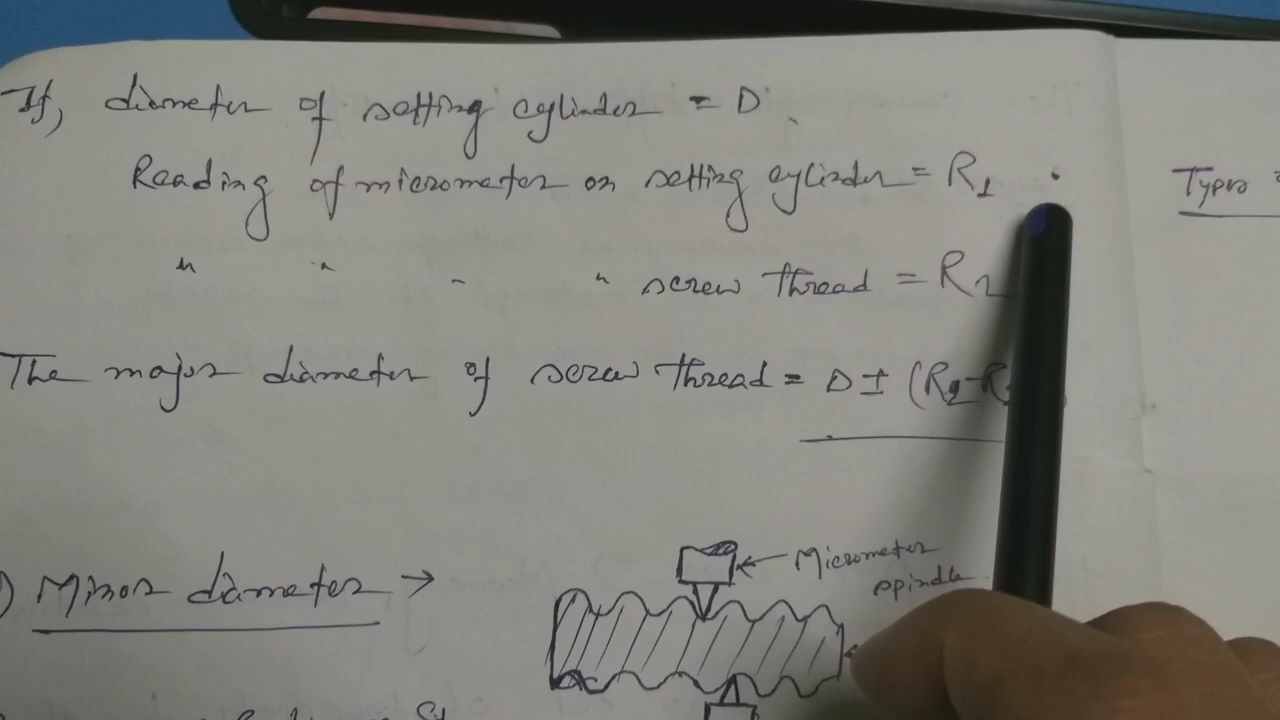 If, diameter of setting cylinder = D.
Reading of micrometer on setting cylinder = R1
" " " " screw thread = R2
The major diameter of screw thread = D ± (R2-R
Types
) Minor diameter →
Micrometer
spindle